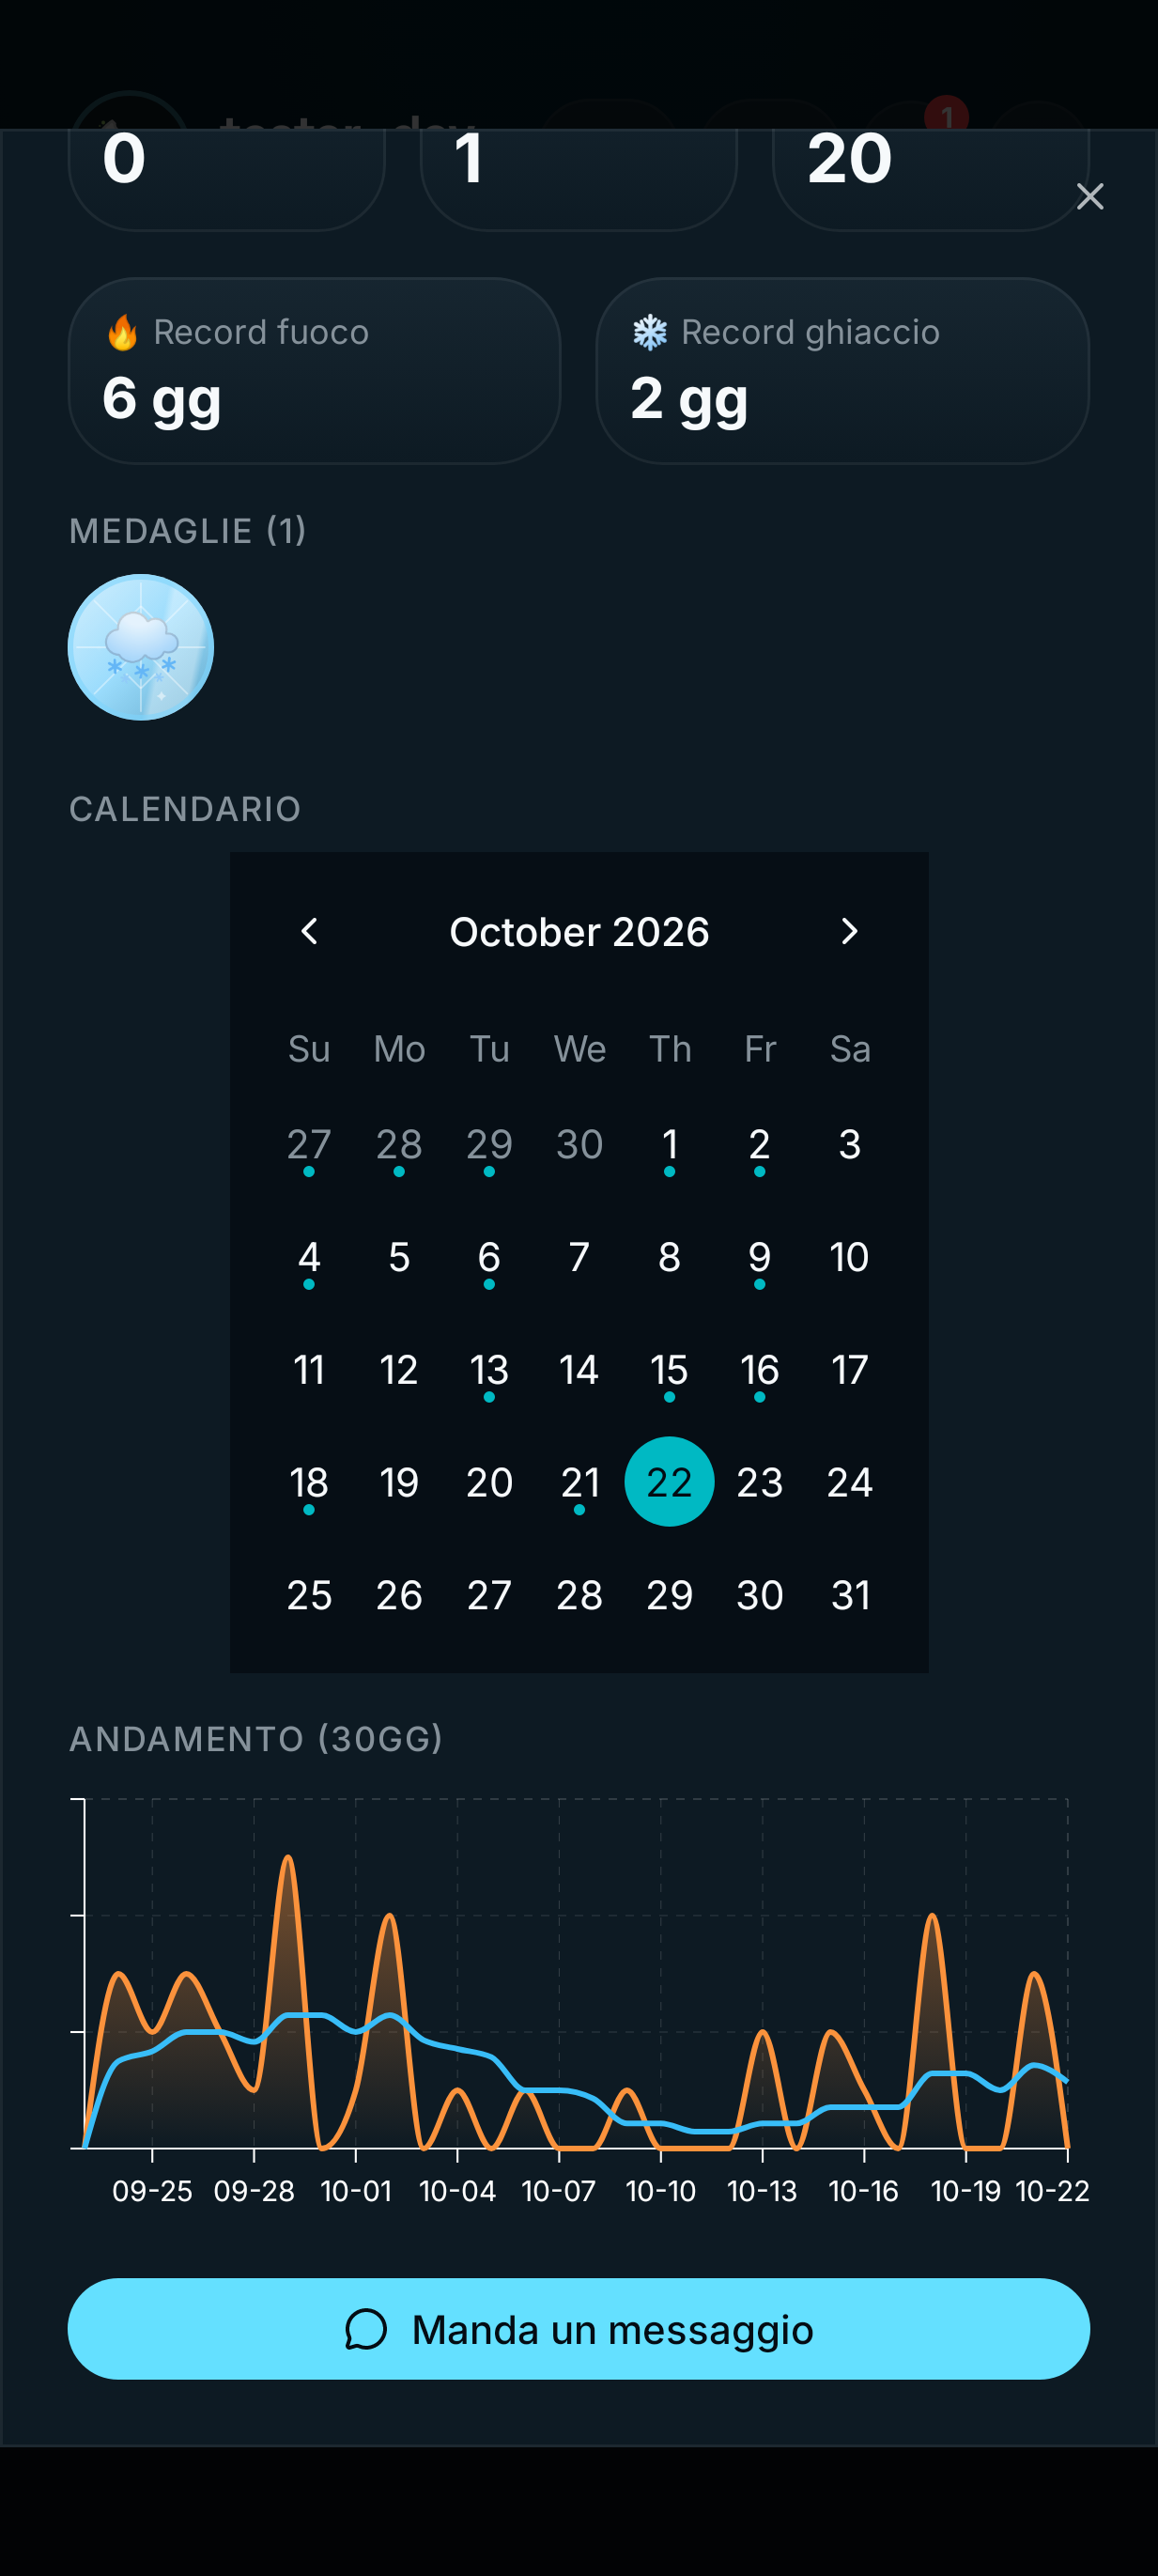 tester_dev
1
0 1 20
Record fuoco Record ghiaccio
6 gg 2 gg
MEDAGLIE (1)
CALENDARIO
October 2026
Su Mo Tu We Th Fr Sa
27 28 29 30 1 2 3
4 5 6 7 8 9 10
11 12 13 14 15 16 17
18 19 20 21 22 23 24
25 26 27 28 29 30 31
ANDAMENTO (30GG)
09-25 09-28 10-01 10-04 10-07 10-10 10-13 10-16 10-19 10-22
Manda un messaggio